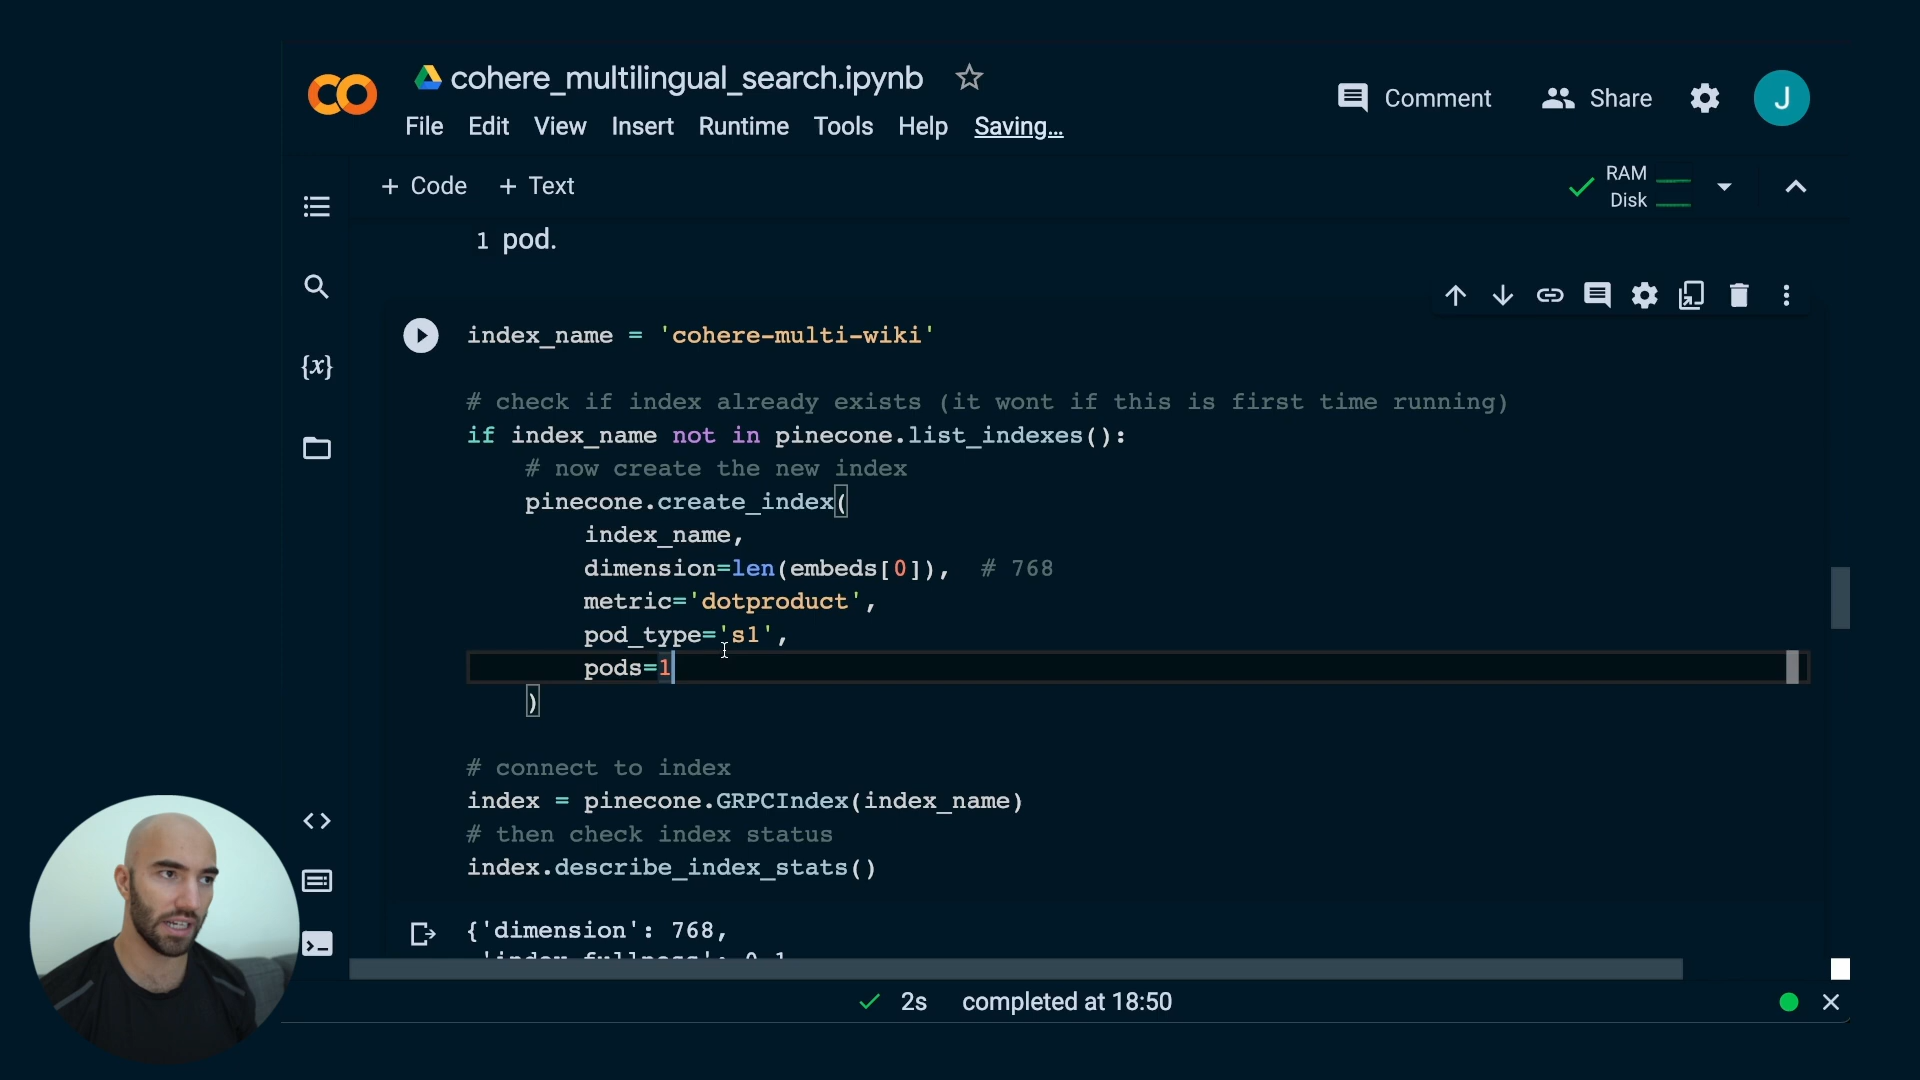 cohere_multilingual_search.ipynb
Comment
Share
J
File Edit View Insert Runtime Tools Help Saving...
+ Code + Text
RAM
Disk
1 pod.
index_name = 'cohere-multi-wiki'
# check if index already exists (it wont if this is first time running)
if index_name not in pinecone.list_indexes():
# now create the new index
pinecone.create_index(
index_name,
dimension=len(embeds[0]),  # 768
metric='dotproduct',
pod_type='s1',
pods=1
)
# connect to index
index = pinecone.GRPCIndex(index_name)
# then check index status
index.describe_index_stats()
{'dimension': 768,
'index_fullness': 0.1
2s completed at 18:50